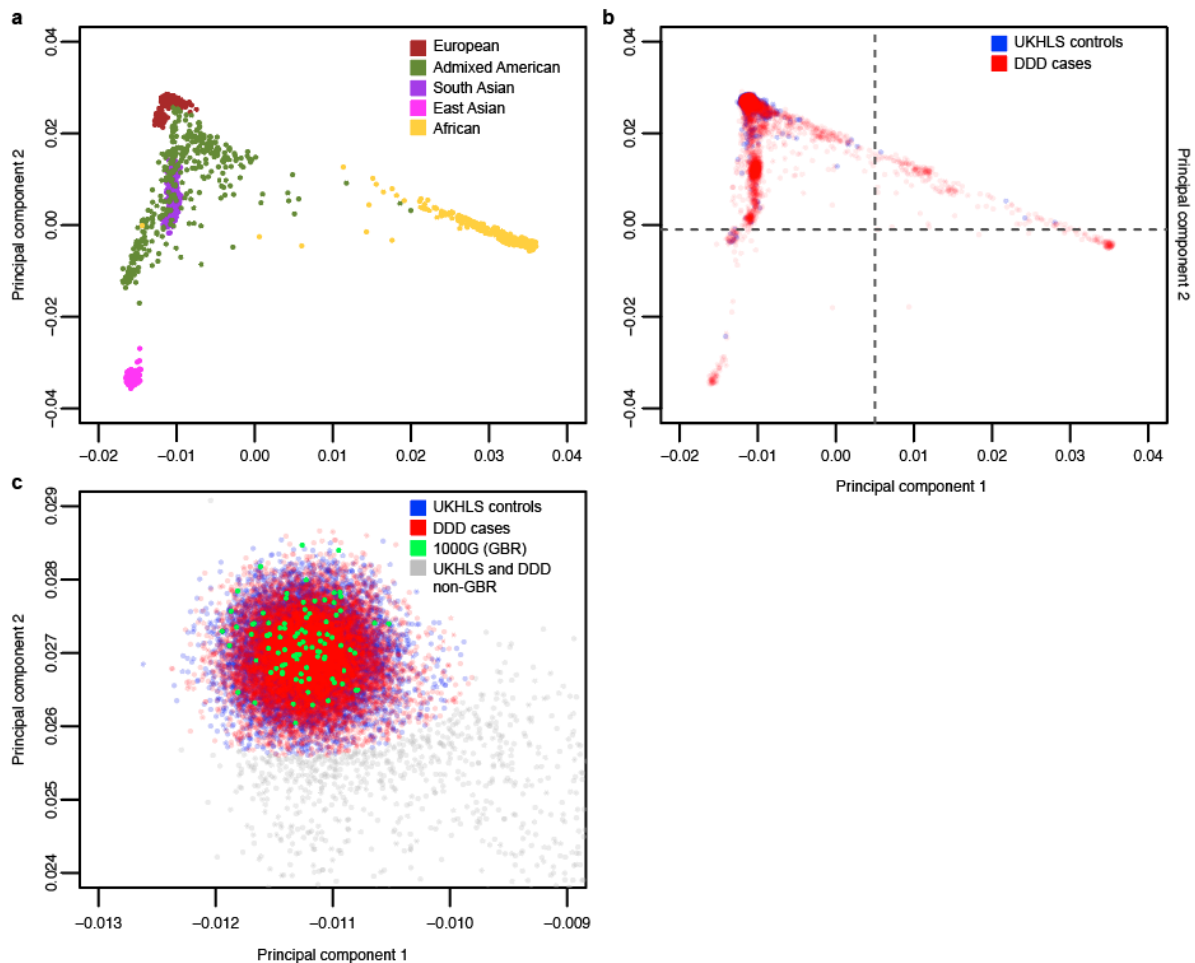 a
European
Admixed American
South Asian
East Asian
African
Principal component 2
0.04
0.02
0.00
−0.02
−0.04
−0.02 −0.01 0.00 0.01 0.02 0.03 0.04
b
UKHLS controls
DDD cases
Principal component 2
0.04
0.02
0.00
−0.02
−0.04
−0.02 −0.01 0.00 0.01 0.02 0.03 0.04
Principal component 1
c
UKHLS controls
DDD cases
1000G (GBR)
UKHLS and DDD
non-GBR
Principal component 2
0.029
0.028
0.027
0.026
0.025
0.024
−0.013 −0.012 −0.011 −0.010 −0.009
Principal component 1